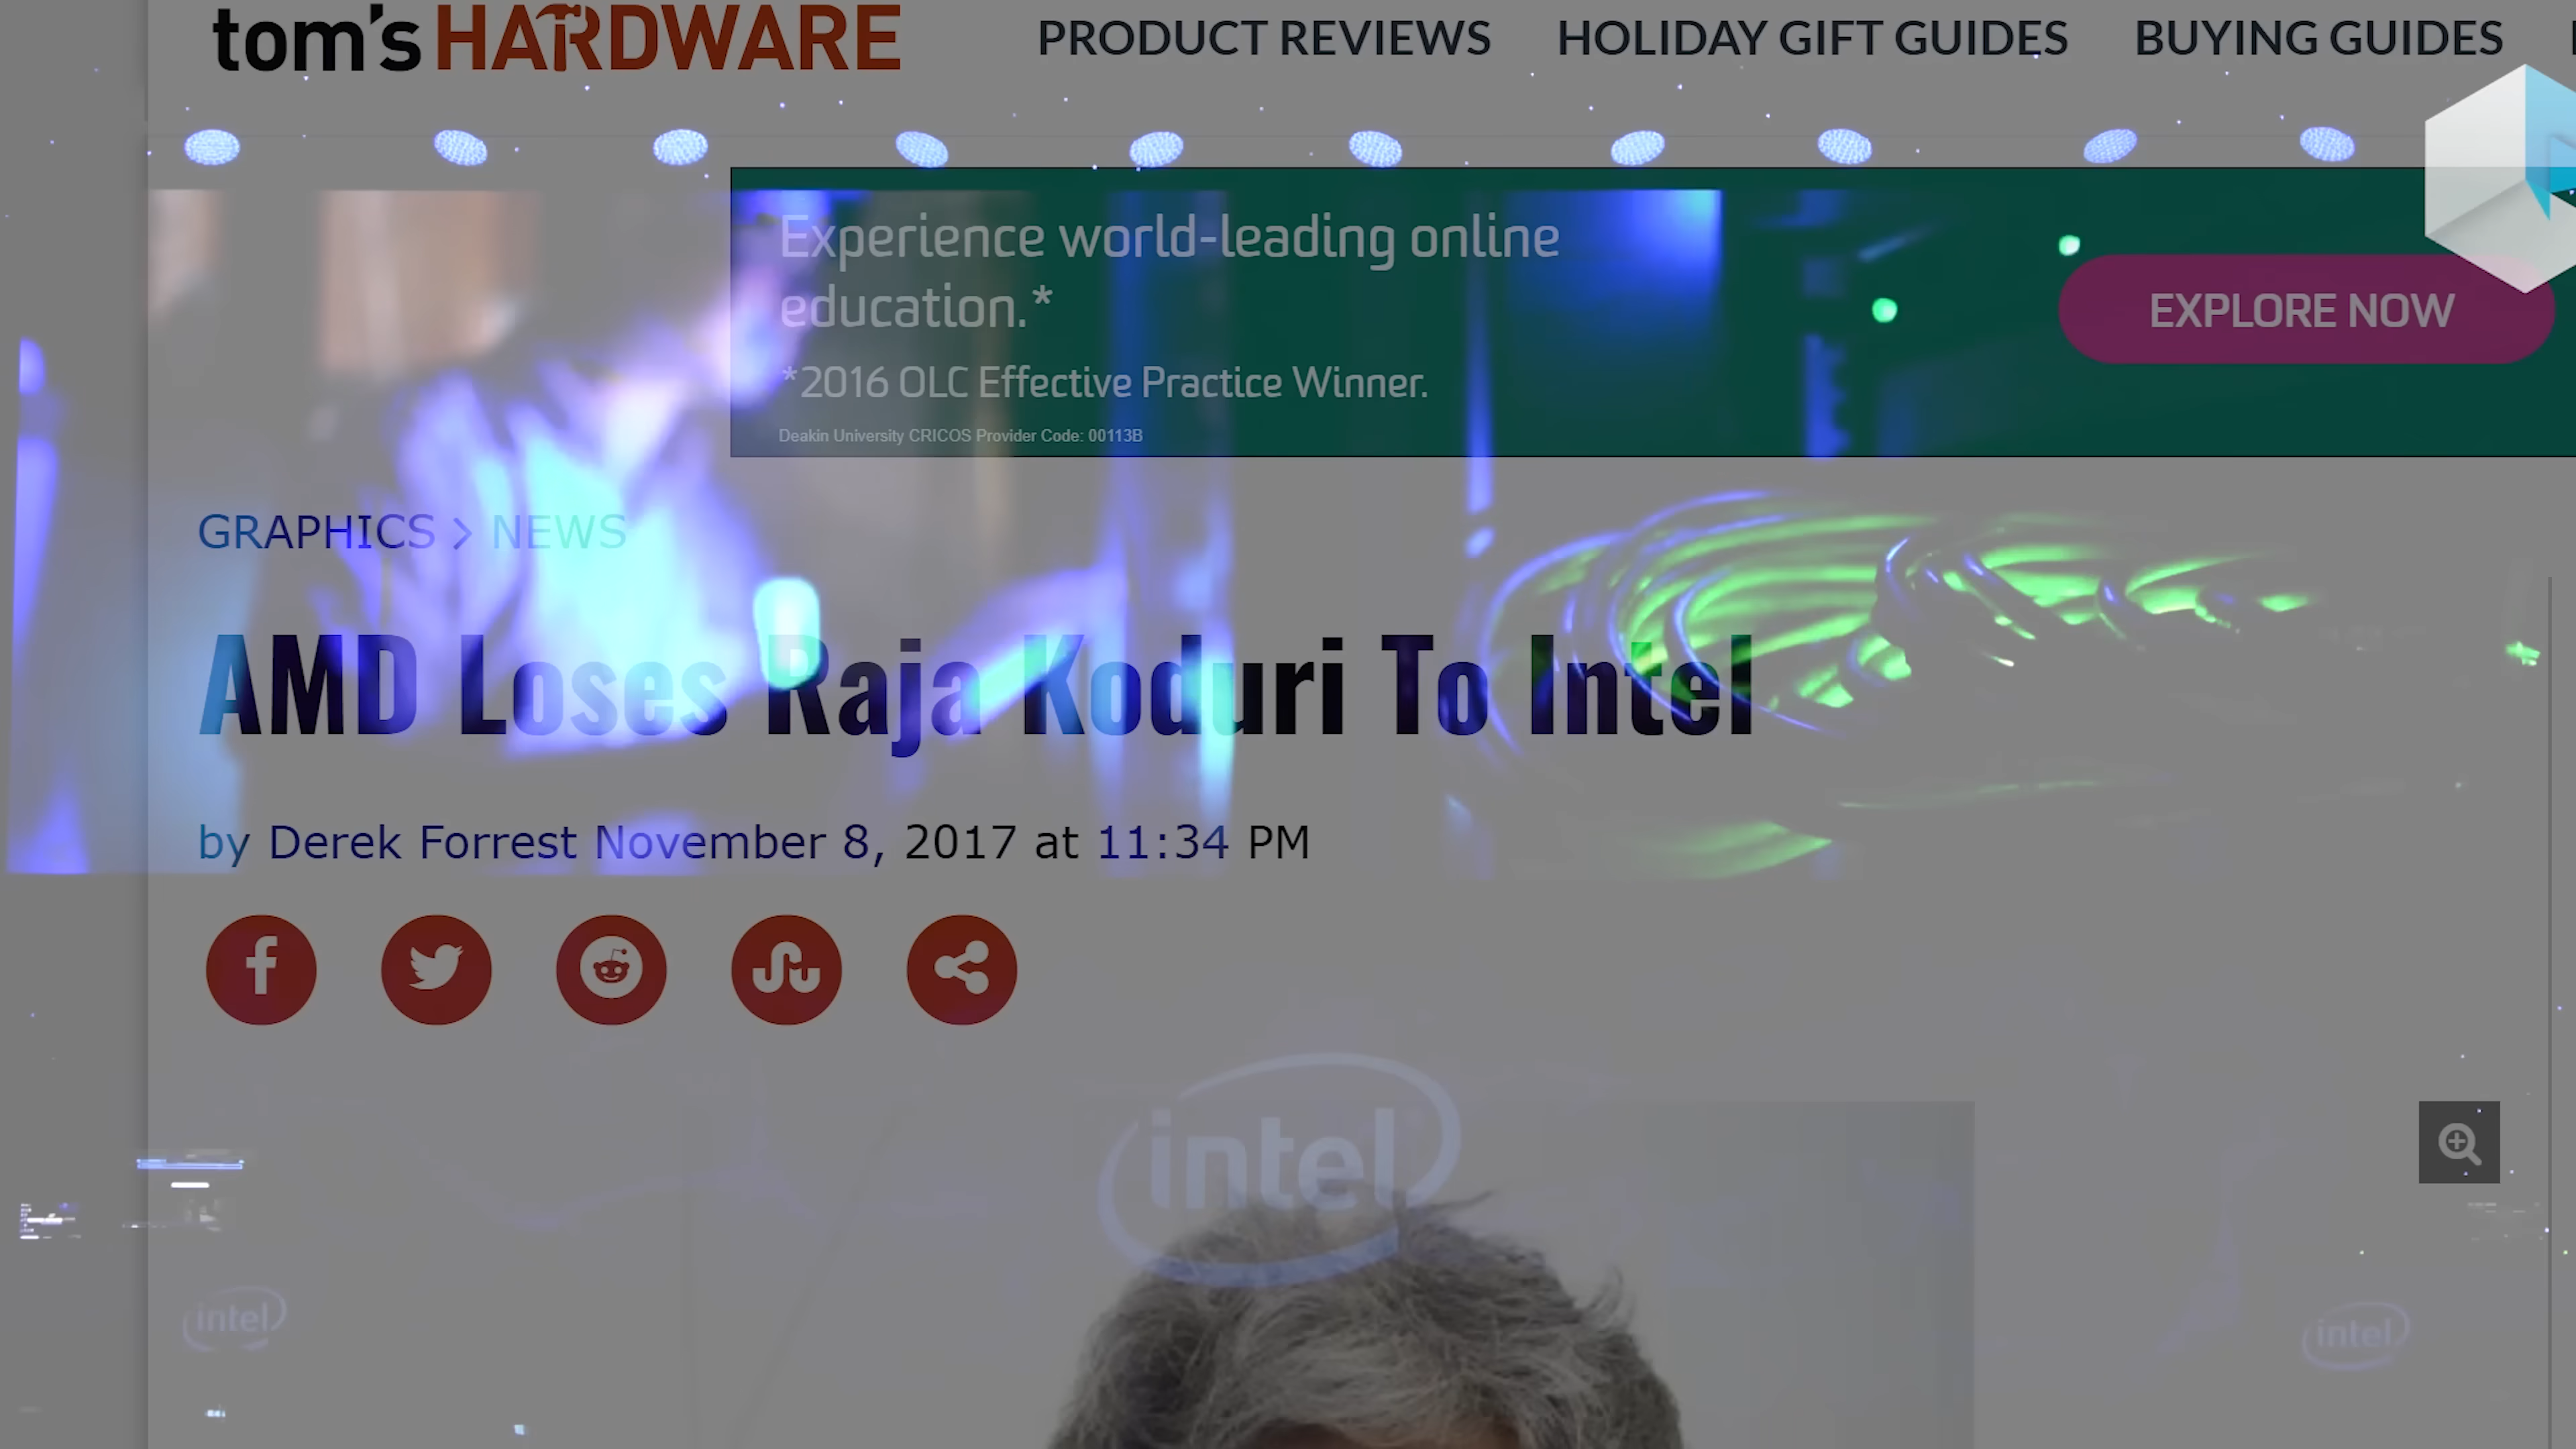 tom's HARDWARE
PRODUCT REVIEWS HOLIDAY GIFT GUIDES BUYING GUIDES
Experience world-leading online
education.*
*2016 OLC Effective Practice Winner.
Deakin University CRICOS Provider Code: 00113B
EXPLORE NOW
GRAPHICS > NEWS
AMD Loses Raja Koduri To Intel
by Derek Forrest November 8, 2017 at 11:34 PM
intel
intel
intel